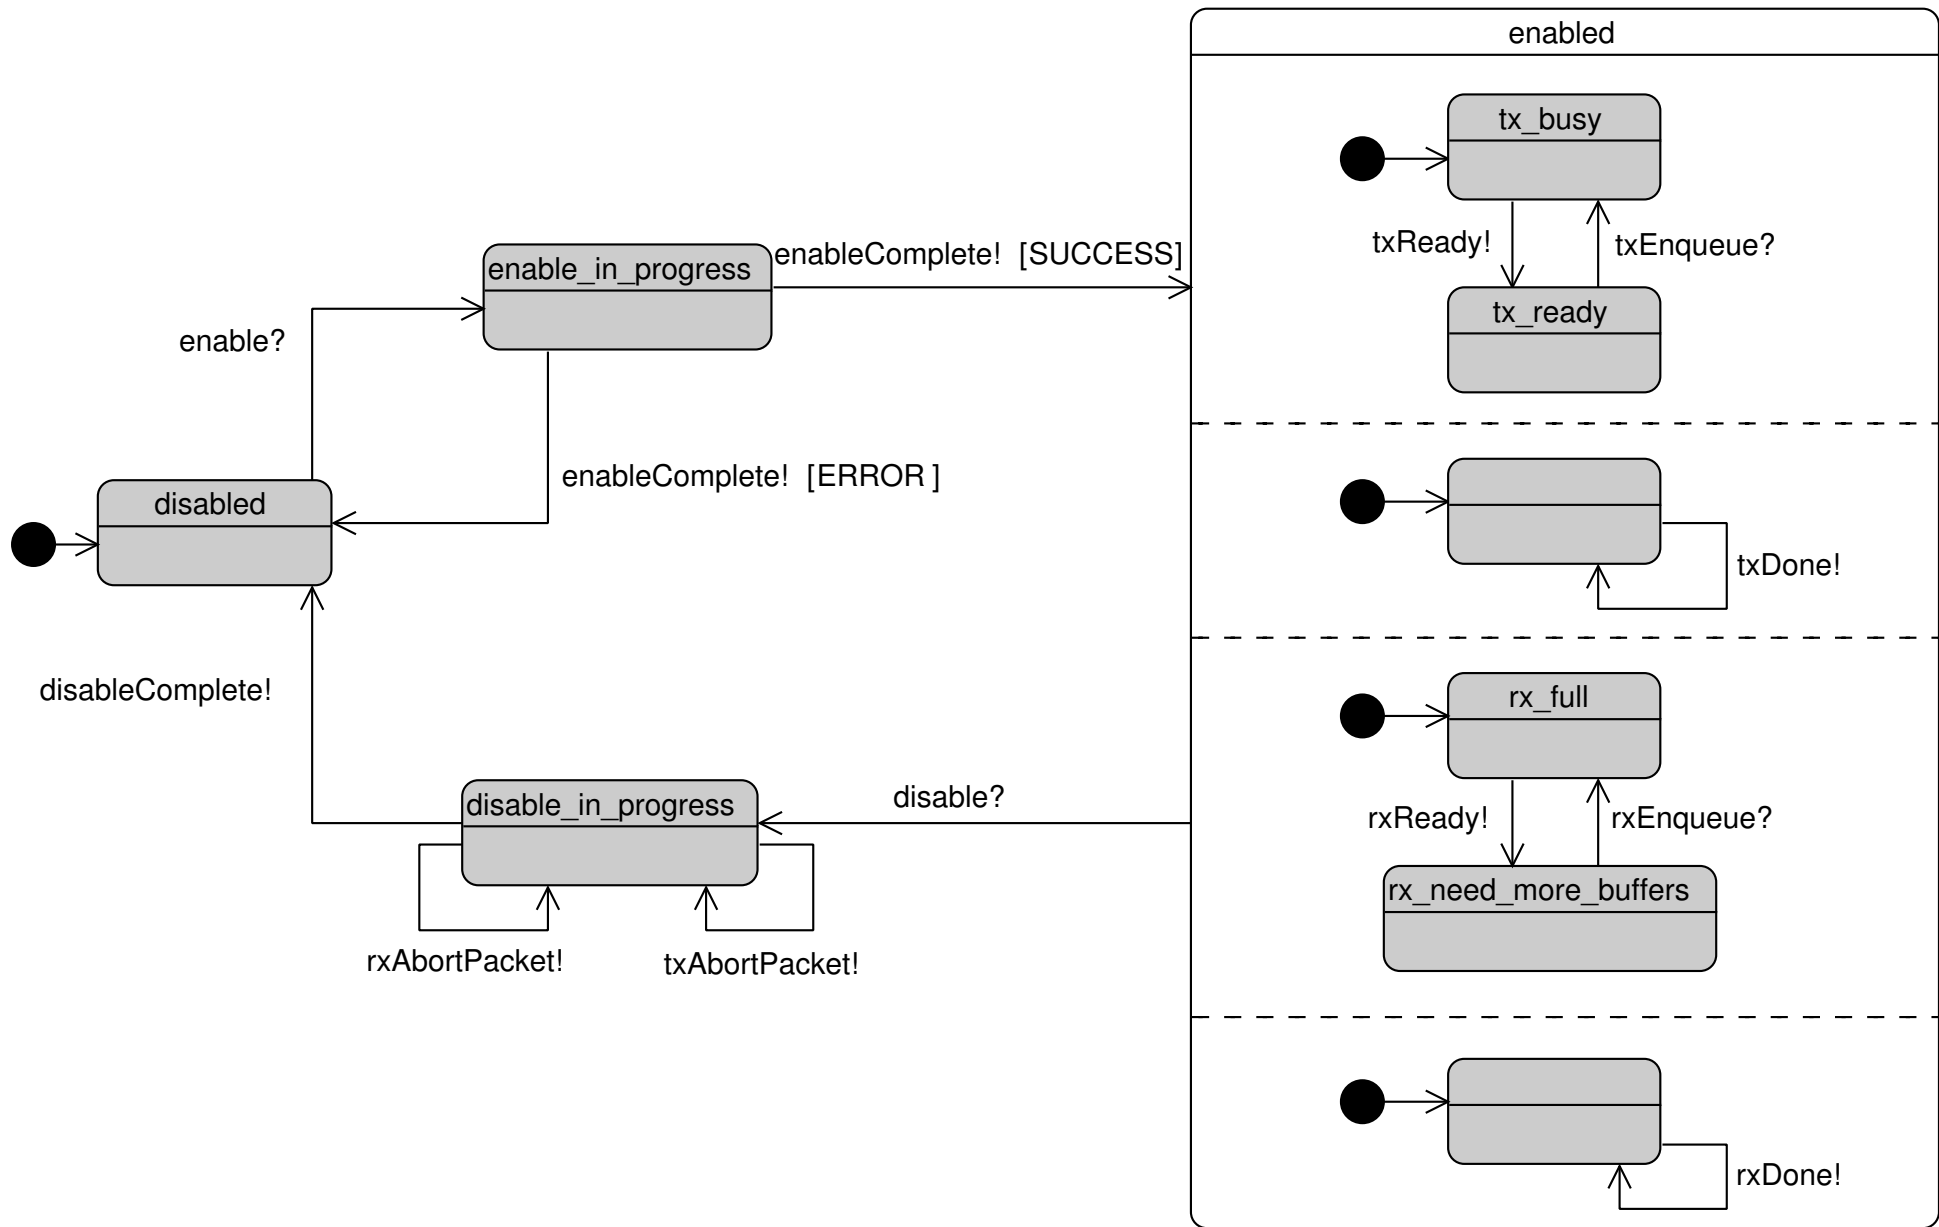 enabled
tx_busy
txReady!
txEnqueue?
tx_ready
enable_in_progress
enableComplete!  [SUCCESS]
enable?
enableComplete!  [ERROR ]
disabled
txDone!
disableComplete!
rx_full
disable_in_progress
disable?
rxReady!
rxEnqueue?
rx_need_more_buffers
rxAbortPacket!
txAbortPacket!
rxDone!